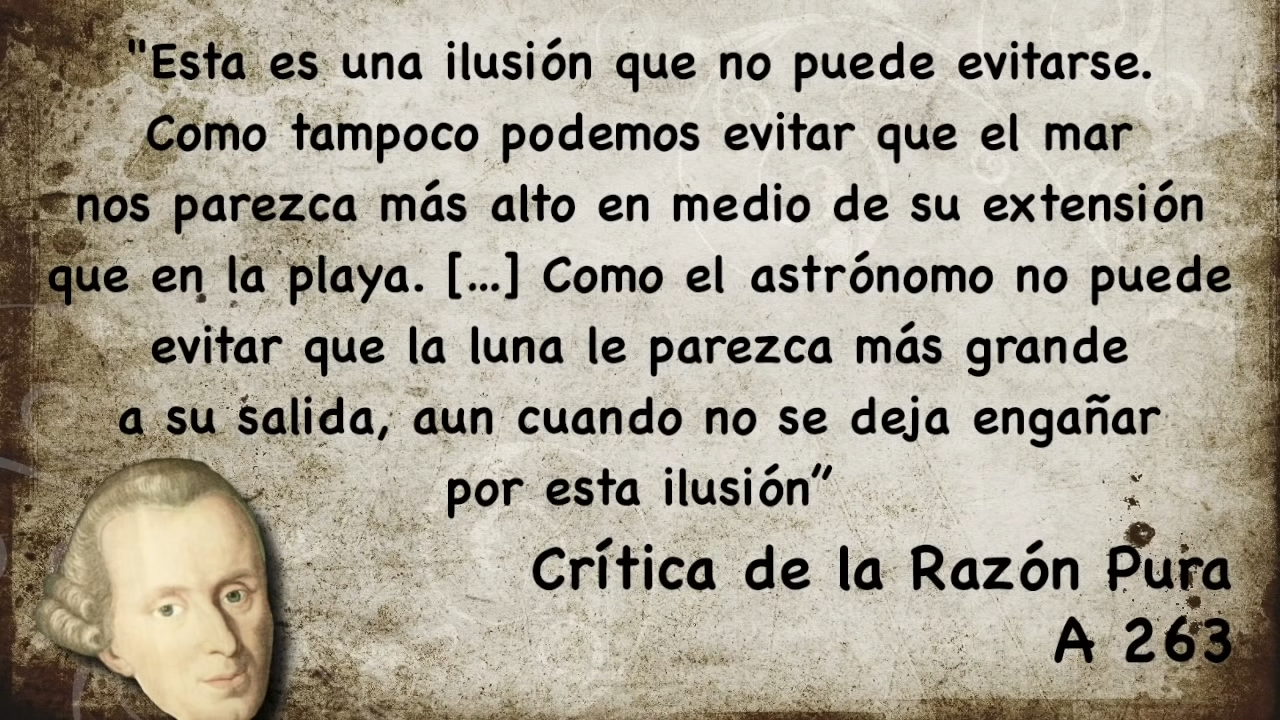 "Esta es una ilusión que no puede evitarse.
Como tampoco podemos evitar que el mar
nos parezca más alto en medio de su extensión
que en la playa. [...] Como el astrónomo no puede
evitar que la luna le parezca más grande
a su salida, aun cuando no se deja engañar
por esta ilusión”
Crítica de la Razón Pura
A 263